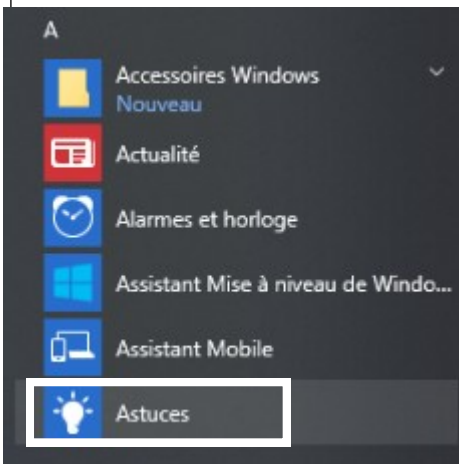 A
Accessoires Windows
Nouveau
Actualité
Alarmes et horloge
Assistant Mise à niveau de Windo...
Assistant Mobile
Astuces